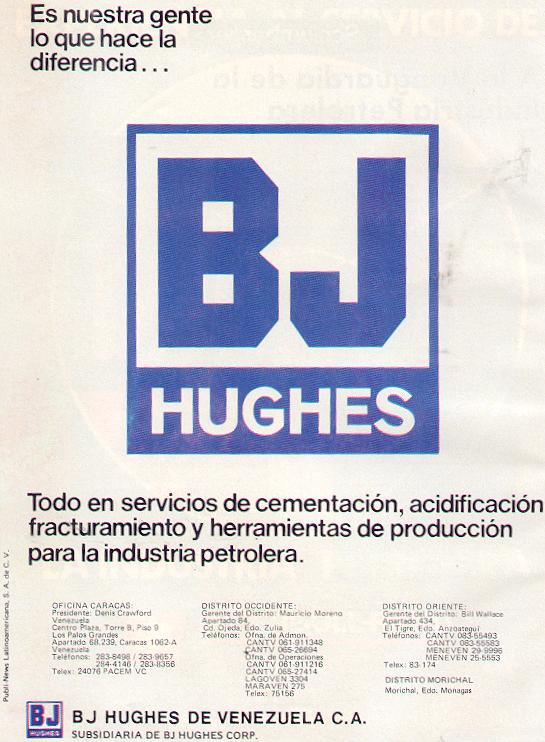 Es nuestra gente
lo que hace la
diferencia...
BJ
HUGHES
Todo en servicios de cementación, acidificación
fracturamiento y herramientas de producción
para la industria petrolera.
OFICINA CARACAS:
Presidente: Denis Crawford
Venezuela
Centro Plaza, Torre B, Piso 9
Los Palos Grandes
Apartado 68.239, Caracas 1062-A
Venezuela
Teléfonos: 283-8498 / 283-9657
284-4146 / 283-8356
Telex: 24076 PACEM VC
DISTRITO OCCIDENTE:
Gerente del Distrito: Mauricio Moreno
Apartado 84,
Cd. Ojeda, Edo. Zulia
Teléfonos: Ofna. de Admon.
CANTV 061-911348
CANTV 065-26694
Ofna. de Operaciones
CANTV 061-911216
CANTV 065-27414
LAGOVEN 3304
MARAVEN 275
Telex: 75156
DISTRITO ORIENTE:
Gerente del Distrito: Bill Wallace
Apartado 434,
El Tigre, Edo. Anzoategui
Teléfonos: CANTV 083-55493
CANTV 083-55583
MENEVEN 29-9996
MENEVEN 25-5553
Telex: 83-174
DISTRITO MORICHAL
Morichal, Edo. Monagas
Publi-News Latinoamericana, S. A. de C. V.
BJ
HUGHES
BJ HUGHES DE VENEZUELA C.A.
SUBSIDIARIA DE BJ HUGHES CORP.